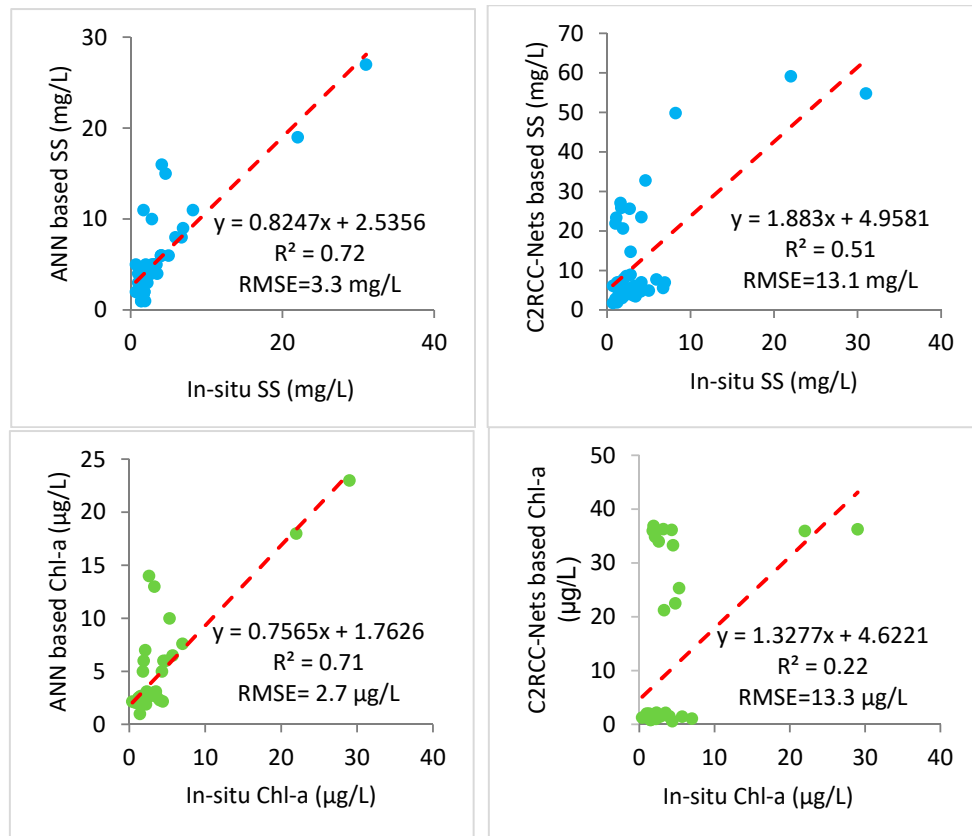 ANN based SS (mg/L)
30
20
10
0
0 10 20 30 40
In-situ SS (mg/L)
y = 0.8247x + 2.5356
R² = 0.72
RMSE=3.3 mg/L
C2RCC-Nets based SS (mg/L)
70
60
50
40
30
20
10
0
0 10 20 30 40
In-situ SS (mg/L)
y = 1.883x + 4.9581
R² = 0.51
RMSE=13.1 mg/L
ANN based Chl-a (µg/L)
25
20
15
10
5
0
0 10 20 30 40
In-situ Chl-a (µg/L)
y = 0.7565x + 1.7626
R² = 0.71
RMSE= 2.7 µg/L
C2RCC-Nets based Chl-a
(µg/L)
50
40
30
20
10
0
0 10 20 30 40
In-situ Chl-a (µg/L)
y = 1.3277x + 4.6221
R² = 0.22
RMSE=13.3 µg/L